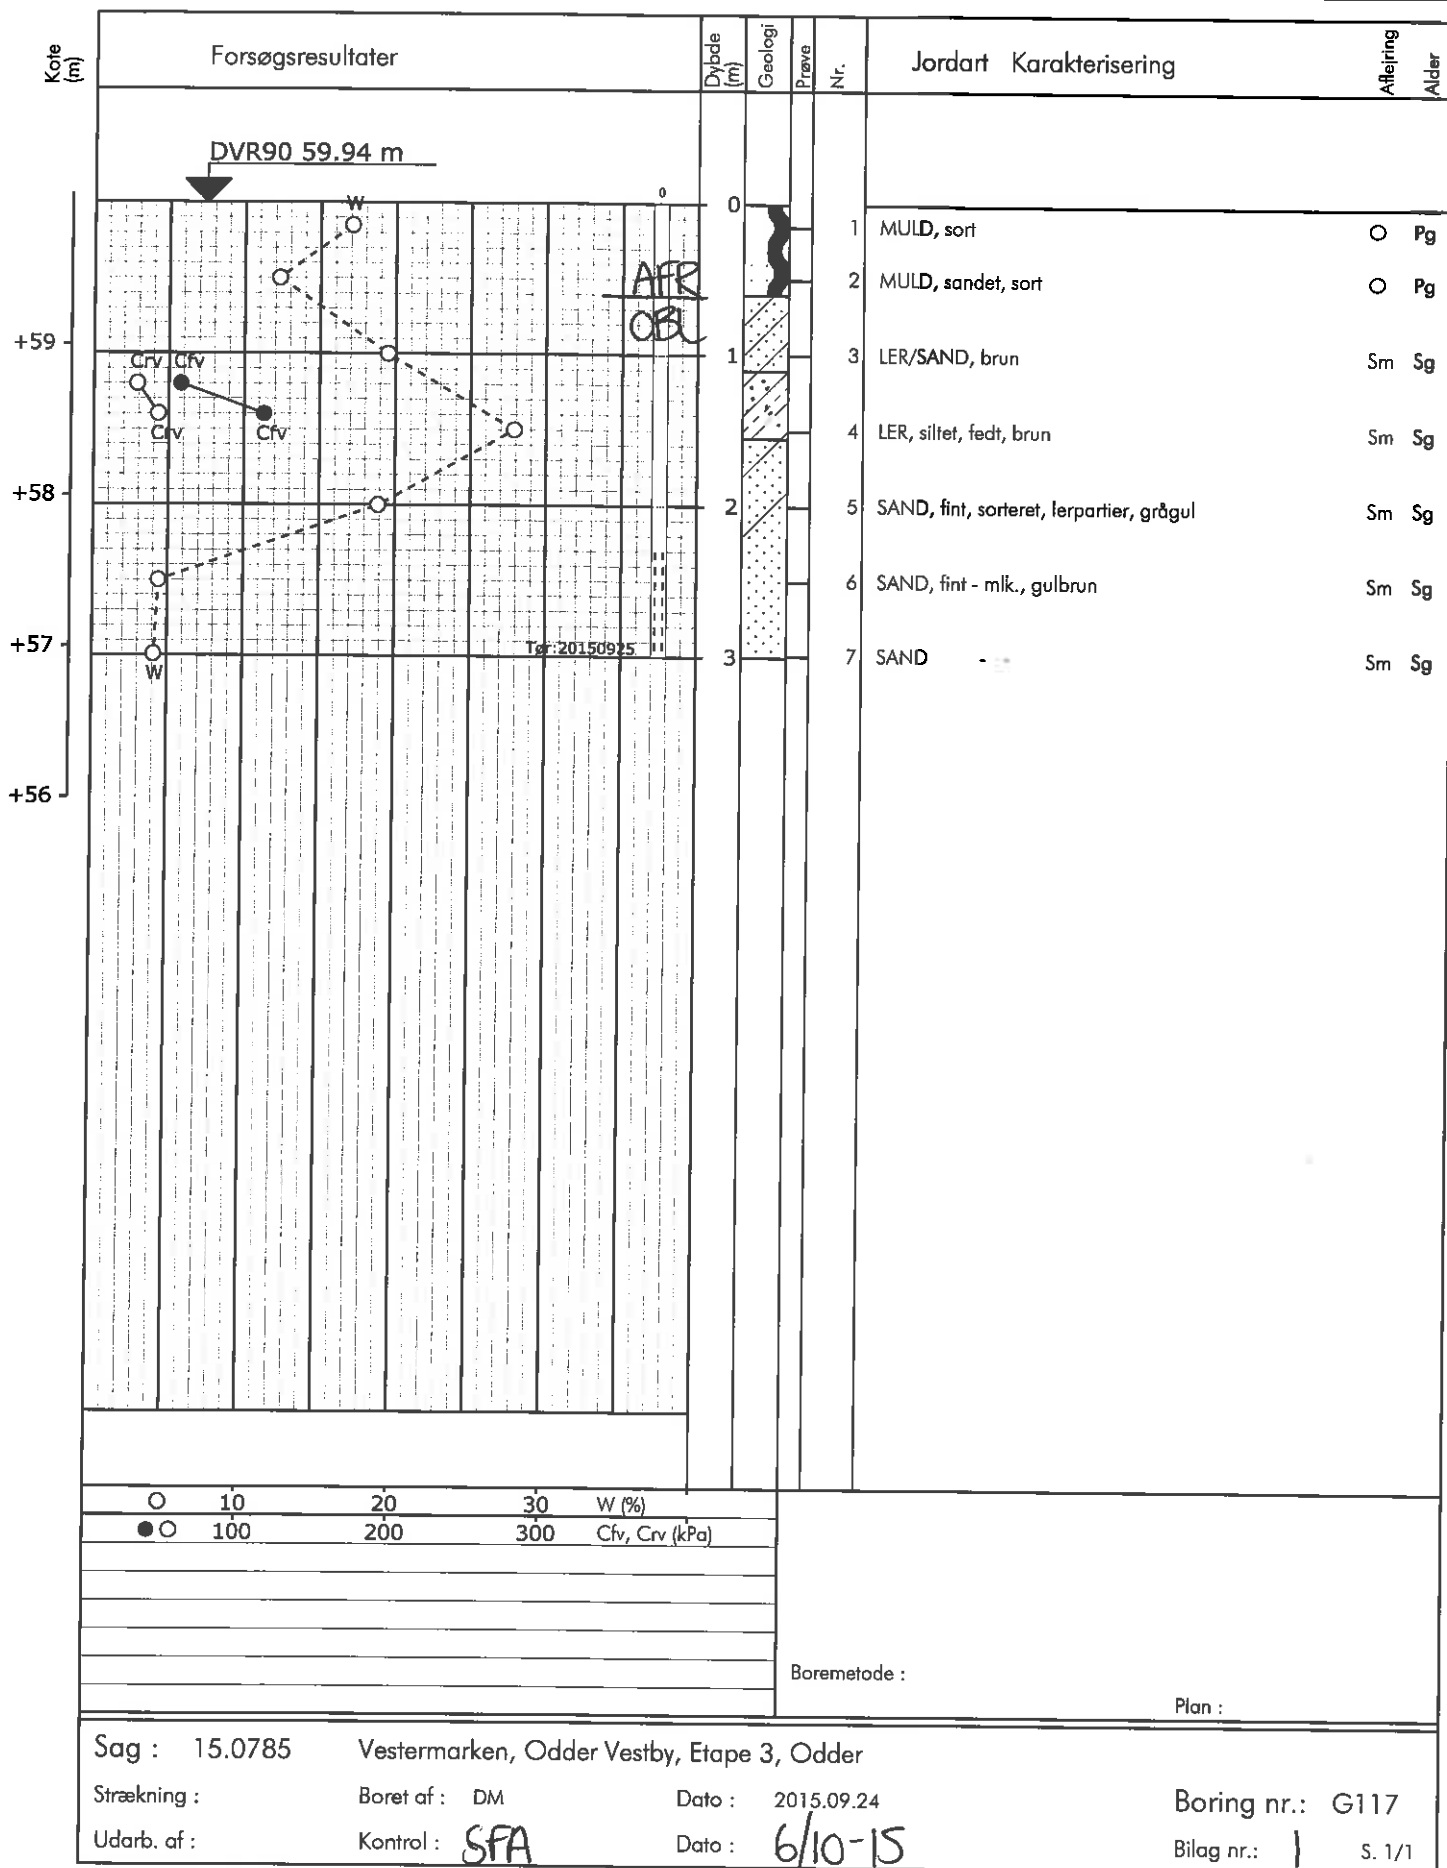 Kote (m)
Forsøgsresultater
Dybde (m)
Geologi
Prøve
Nr.
Jordart Karakterisering
Aflejring
Alder
DVR90 59.94 m
W
0
0
1 MULD, sort O Pg
AFR
2 MULD, sandet, sort O Pg
OBL
+59
1
3 LER/SAND, brun Sm Sg
Crv Cfv
Crv Cfv
4 LER, siltet, fedt, brun Sm Sg
+58
2
5 SAND, fint, sorteret, lerpartier, grågul Sm Sg
6 SAND, fint - mlk., gulbrun Sm Sg
+57
Tør:20150925
3
7 SAND - " - Sm Sg
W
+56
10 20 30 W (%)
100 200 300 Cfv, Crv (kPa)
Boremetode :
Plan :
Sag : 15.0785 Vestermarken, Odder Vestby, Etape 3, Odder
Strækning : Boret af : DM Dato : 2015.09.24 Boring nr.: G117
Udarb. af : Kontrol : SFA Dato : 6/10-15 Bilag nr.: 1 S. 1/1